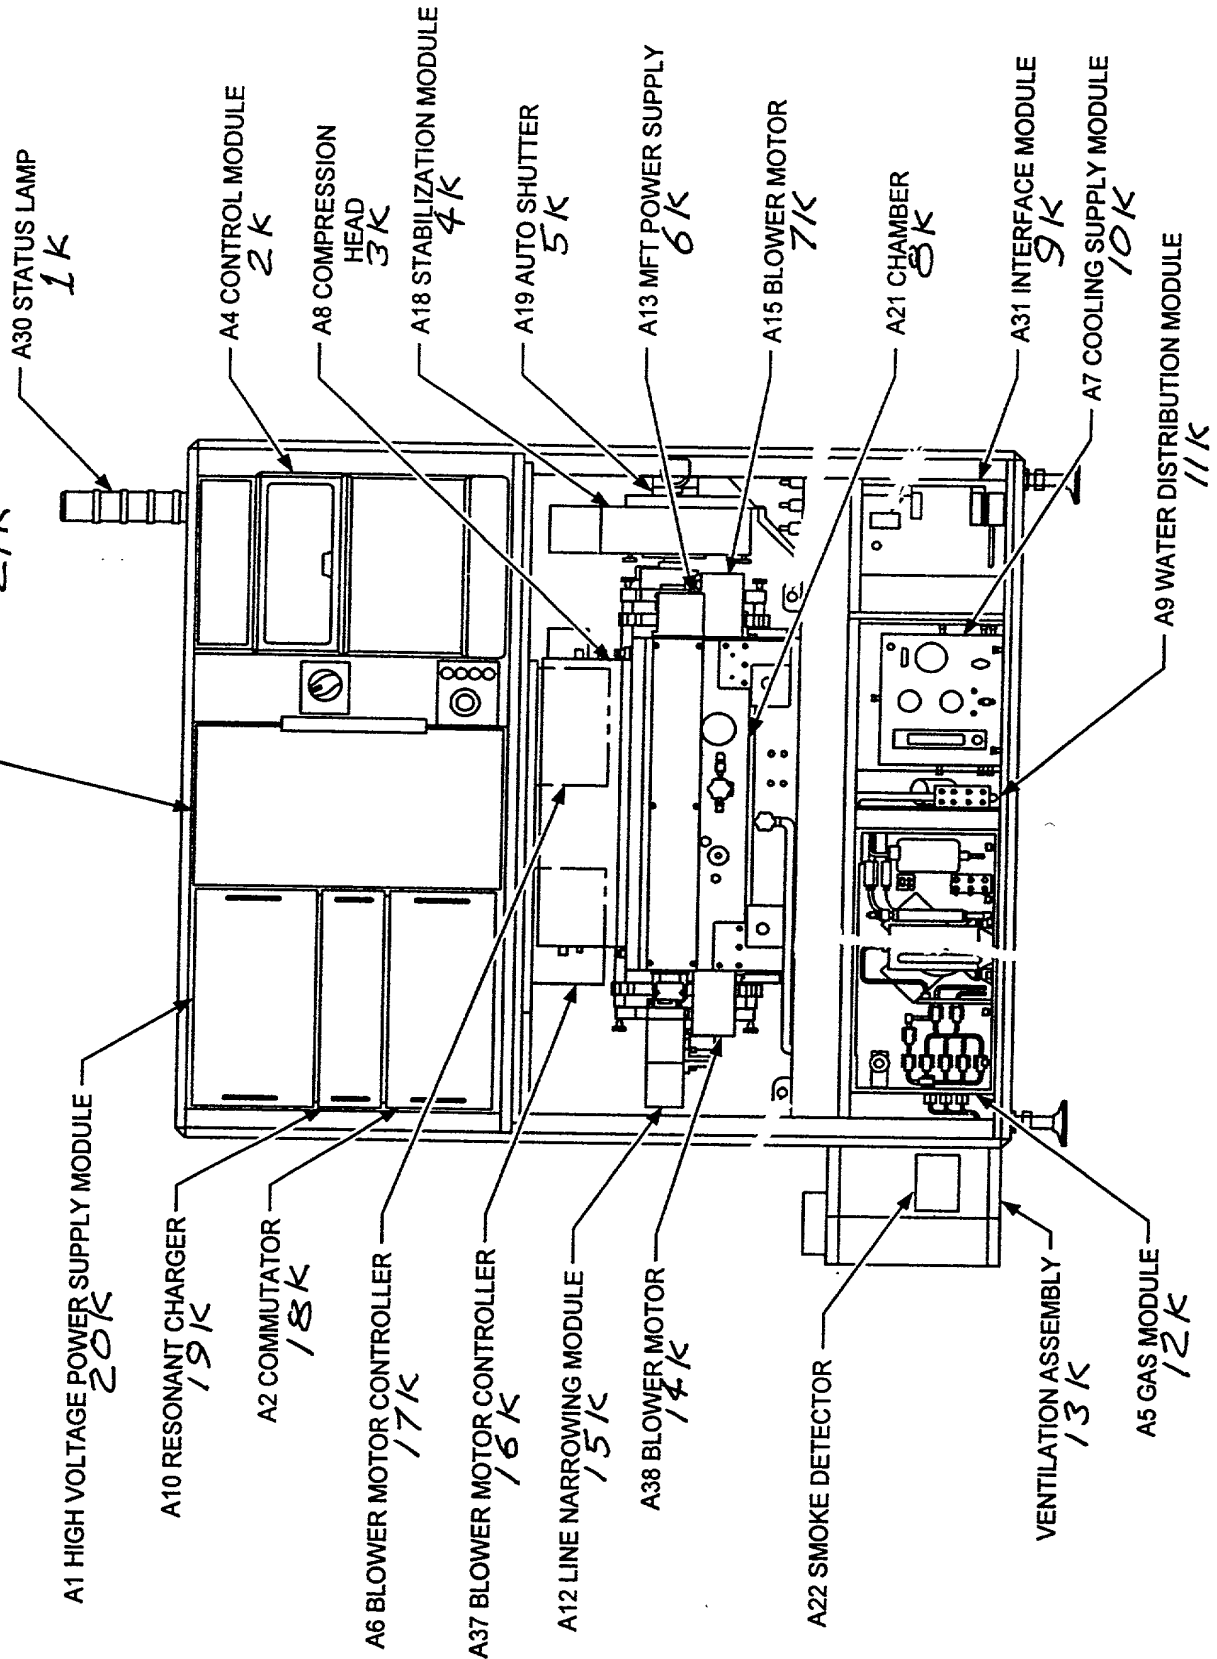 21K
A30 STATUS LAMP
1K
A4 CONTROL MODULE
2K
A8 COMPRESSION
HEAD
3K
A18 STABILIZATION MODULE
4K
A19 AUTO SHUTTER
5K
A13 MFT POWER SUPPLY
6K
A15 BLOWER MOTOR
7K
A21 CHAMBER
8K
A31 INTERFACE MODULE
9K
A7 COOLING SUPPLY MODULE
10K
A9 WATER DISTRIBUTION MODULE
11K
A1 HIGH VOLTAGE POWER SUPPLY MODULE
20K
A10 RESONANT CHARGER
19K
A2 COMMUTATOR
18K
A6 BLOWER MOTOR CONTROLLER
17K
A37 BLOWER MOTOR CONTROLLER
16K
A12 LINE NARROWING MODULE
15K
A38 BLOWER MOTOR
14K
A22 SMOKE DETECTOR
VENTILATION ASSEMBLY
13K
A5 GAS MODULE
12K